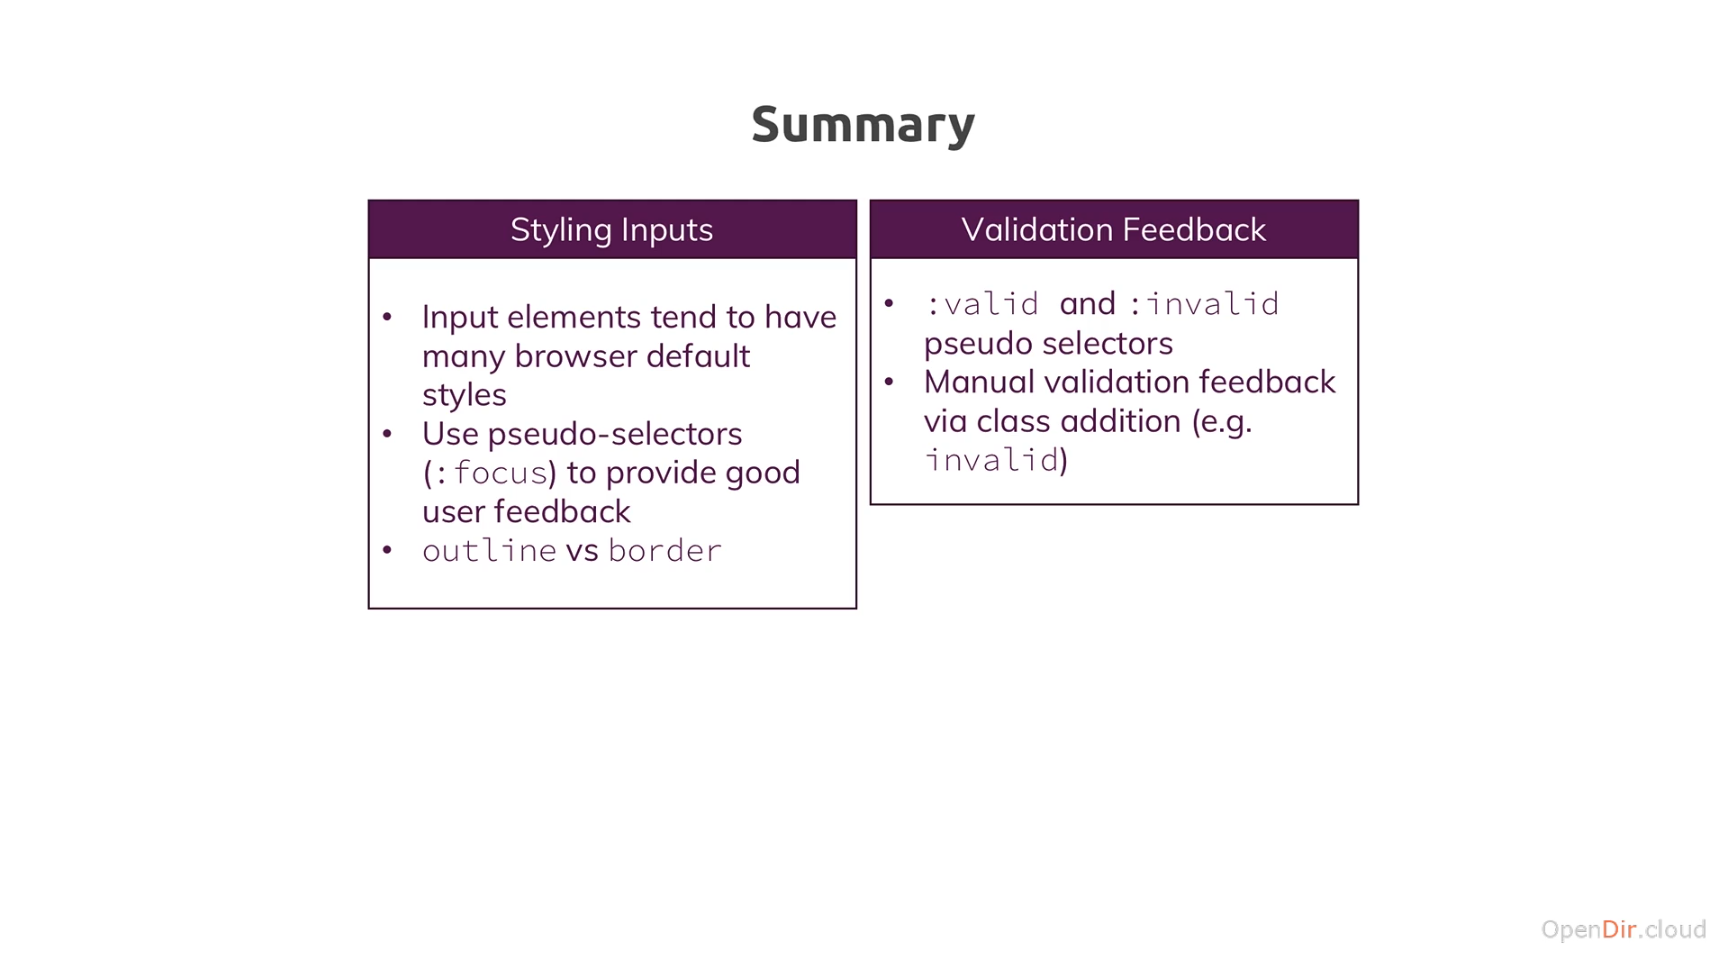 Summary
Styling Inputs
• Input elements tend to have
many browser default
styles
• Use pseudo-selectors
(:focus) to provide good
user feedback
• outline vs border
Validation Feedback
• :valid and :invalid
pseudo selectors
• Manual validation feedback
via class addition (e.g.
invalid)
OpenDir.cloud